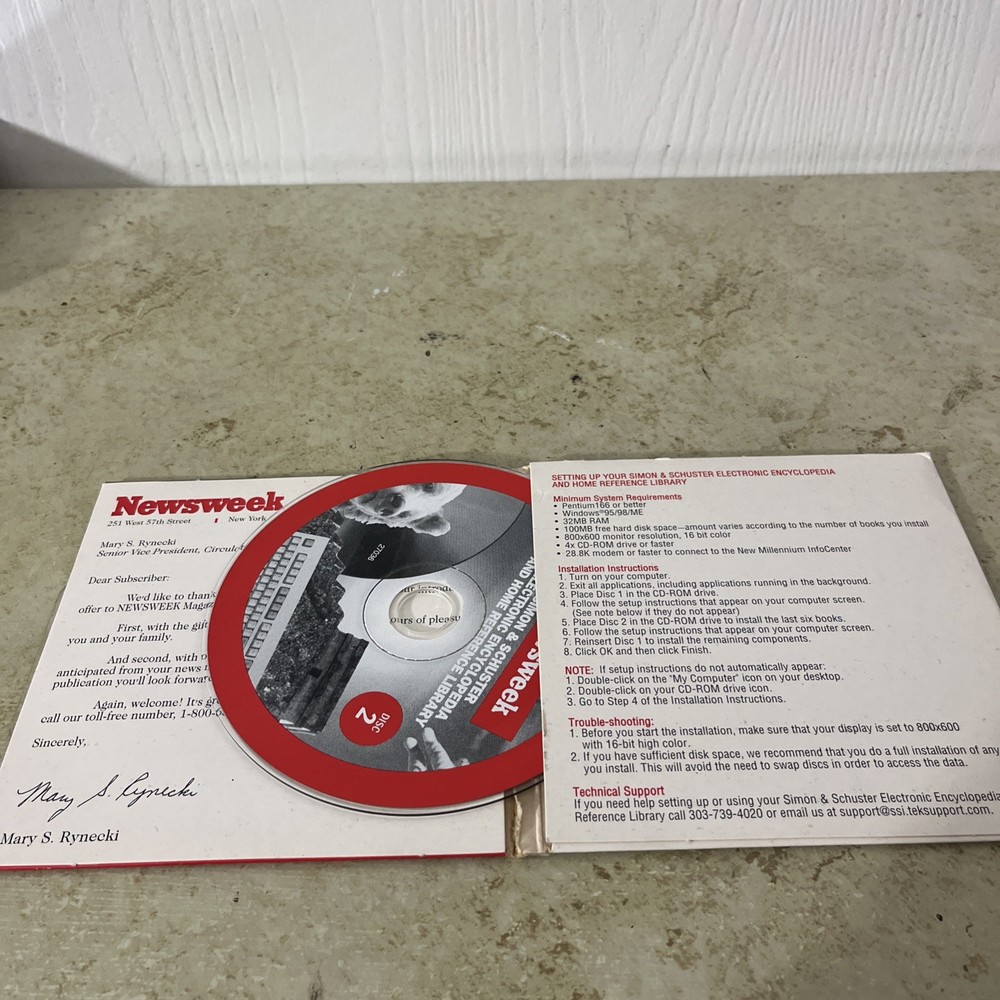 Newsweek
251 West 57th Street New York
Mary S. Rynecki
Senior Vice President,
Dear Subscriber:
We'd like to thank
offer to NEWSWEEK
First, with the gift
you and your family.
And second, with
anticipated from your news
publication you'll look forward
Again, welcome! It's
call our toll-free number,
Sincerely,
Mary S. Rynecki
Mary S. Rynecki
27036
of pleasu
SIMON & SCHUSTER
ELECTRONIC ENCYCLOPEDIA
AND HOME REFERENCE LIBRARY
DISC
2
SETTING UP YOUR SIMON & SCHUSTER ELECTRONIC ENCYCLOPEDIA
AND HOME REFERENCE LIBRARY
Minimum System Requirements
• Pentium166 or better
• Windows®95/98/ME
• 32MB RAM
• 100MB free hard disk space—amount varies according to the number of books you install
• 800x600 monitor resolution, 16 bit color
• 4x CD-ROM drive or faster
• 28.8K modem or faster to connect to the New Millennium InfoCenter
Installation Instructions
1. Turn on your computer.
2. Exit all applications, including applications running in the background.
3. Place Disc 1 in the CD-ROM drive.
4. Follow the setup instructions that appear on your computer screen.
(See note below if they do not appear)
5. Place Disc 2 in the CD-ROM drive to install the last six books.
6. Follow the setup instructions that appear on your computer screen.
7. Reinsert Disc 1 to install the remaining components.
8. Click OK and then click Finish.
NOTE: If setup instructions do not automatically appear:
1. Double-click on the "My Computer" icon on your desktop.
2. Double-click on your CD-ROM drive icon.
3. Go to Step 4 of the Installation Instructions.
Trouble-shooting:
1. Before you start the installation, make sure that your display is set to 800x600
with 16-bit high color.
2. If you have sufficient disk space, we recommend that you do a full installation of any
you install. This will avoid the need to swap discs in order to access the data.
Technical Support
If you need help setting up or using your Simon & Schuster Electronic Encyclopedia
Reference Library call 303-739-4020 or email us at support@ssi.teksupport.com.